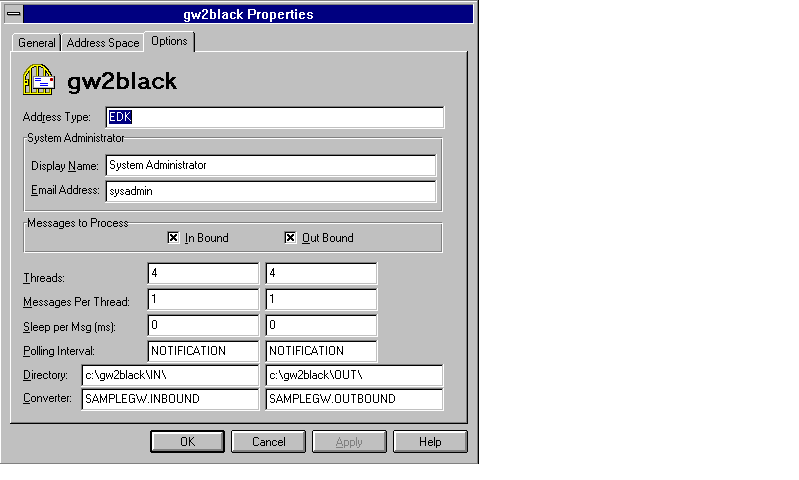 gw2black Properties
General Address Space Options
gw2black
Address Type: EDK
System Administrator
Display Name: System Administrator
Email Address: sysadmin
Messages to Process
In Bound Out Bound
Threads: 4 4
Messages Per Thread: 1 1
Sleep per Msg (ms): 0 0
Polling Interval: NOTIFICATION NOTIFICATION
Directory: c:\gw2black\IN\ c:\gw2black\OUT\
Converter: SAMPLEGW.INBOUND SAMPLEGW.OUTBOUND
OK Cancel Apply Help